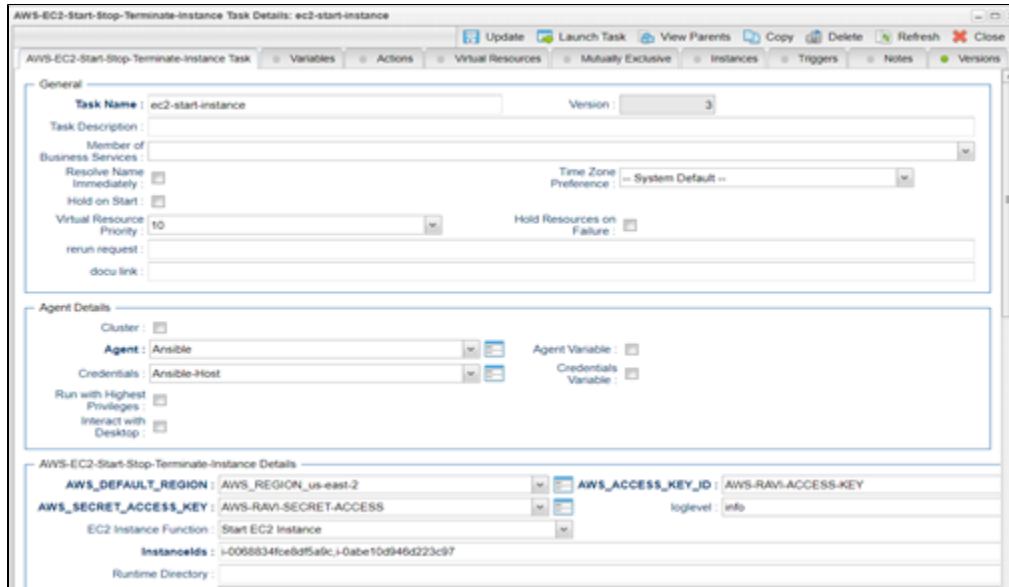 AWS-EC2-Start-Stop-Terminate-Instance Task Details: ec2-start-instance
Update Launch Task View Parents Copy Delete Refresh Close
AWS-EC2-Start-Stop-Terminate-Instance Task Variables Actions Virtual Resources Mutually Exclusive Instances Triggers Notes Versions
General
Task Name : ec2-start-instance Version : 3
Task Description :
Member of
Business Services :
Resolve Name
Immediately :
Time Zone
Preference : -- System Default --
Hold on Start :
Virtual Resource
Priority : 10
Hold Resources on
Failure :
rerun request :
docu link :
Agent Details
Cluster :
Agent : Ansible Agent Variable :
Credentials : Ansible-Host
Credentials
Variable :
Run with Highest
Privileges :
Interact with
Desktop :
AWS-EC2-Start-Stop-Terminate-Instance Details
AWS_DEFAULT_REGION : AWS_REGION_us-east-2 AWS_ACCESS_KEY_ID : AWS-RAVI-ACCESS-KEY
AWS_SECRET_ACCESS_KEY : AWS-RAVI-SECRET-ACCESS loglevel : info
EC2 Instance Function : Start EC2 Instance
InstanceIds : i-0068834fce8df5a9c,i-0abe10d946d223c97
Runtime Directory :